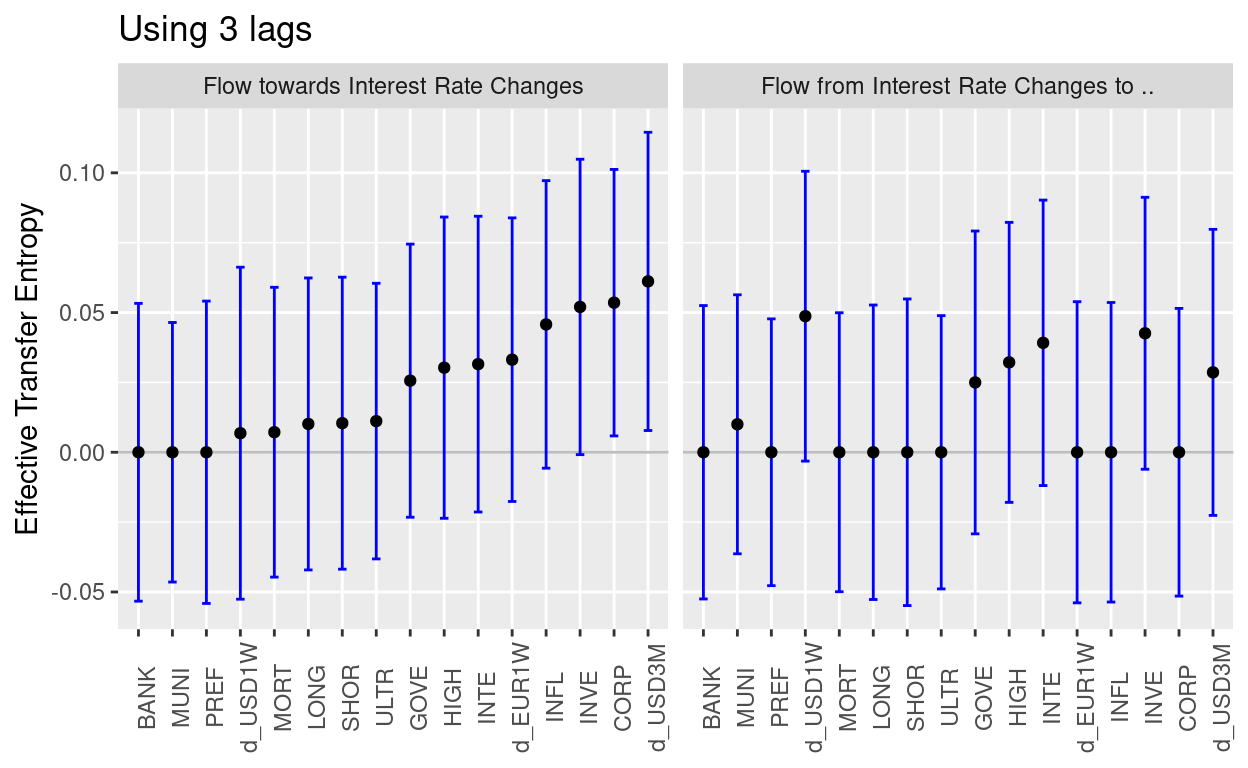 Using 3 lags
Flow towards Interest Rate Changes
Flow from Interest Rate Changes to ..
Effective Transfer Entropy
0.10
0.05
0.00
-0.05
BANK
MUNI
PREF
d_USD1W
MORT
LONG
SHOR
ULTR
GOVE
HIGH
INTE
d_EUR1W
INFL
INVE
CORP
d_USD3M
BANK
MUNI
PREF
d_USD1W
MORT
LONG
SHOR
ULTR
GOVE
HIGH
INTE
d_EUR1W
INFL
INVE
CORP
d_USD3M